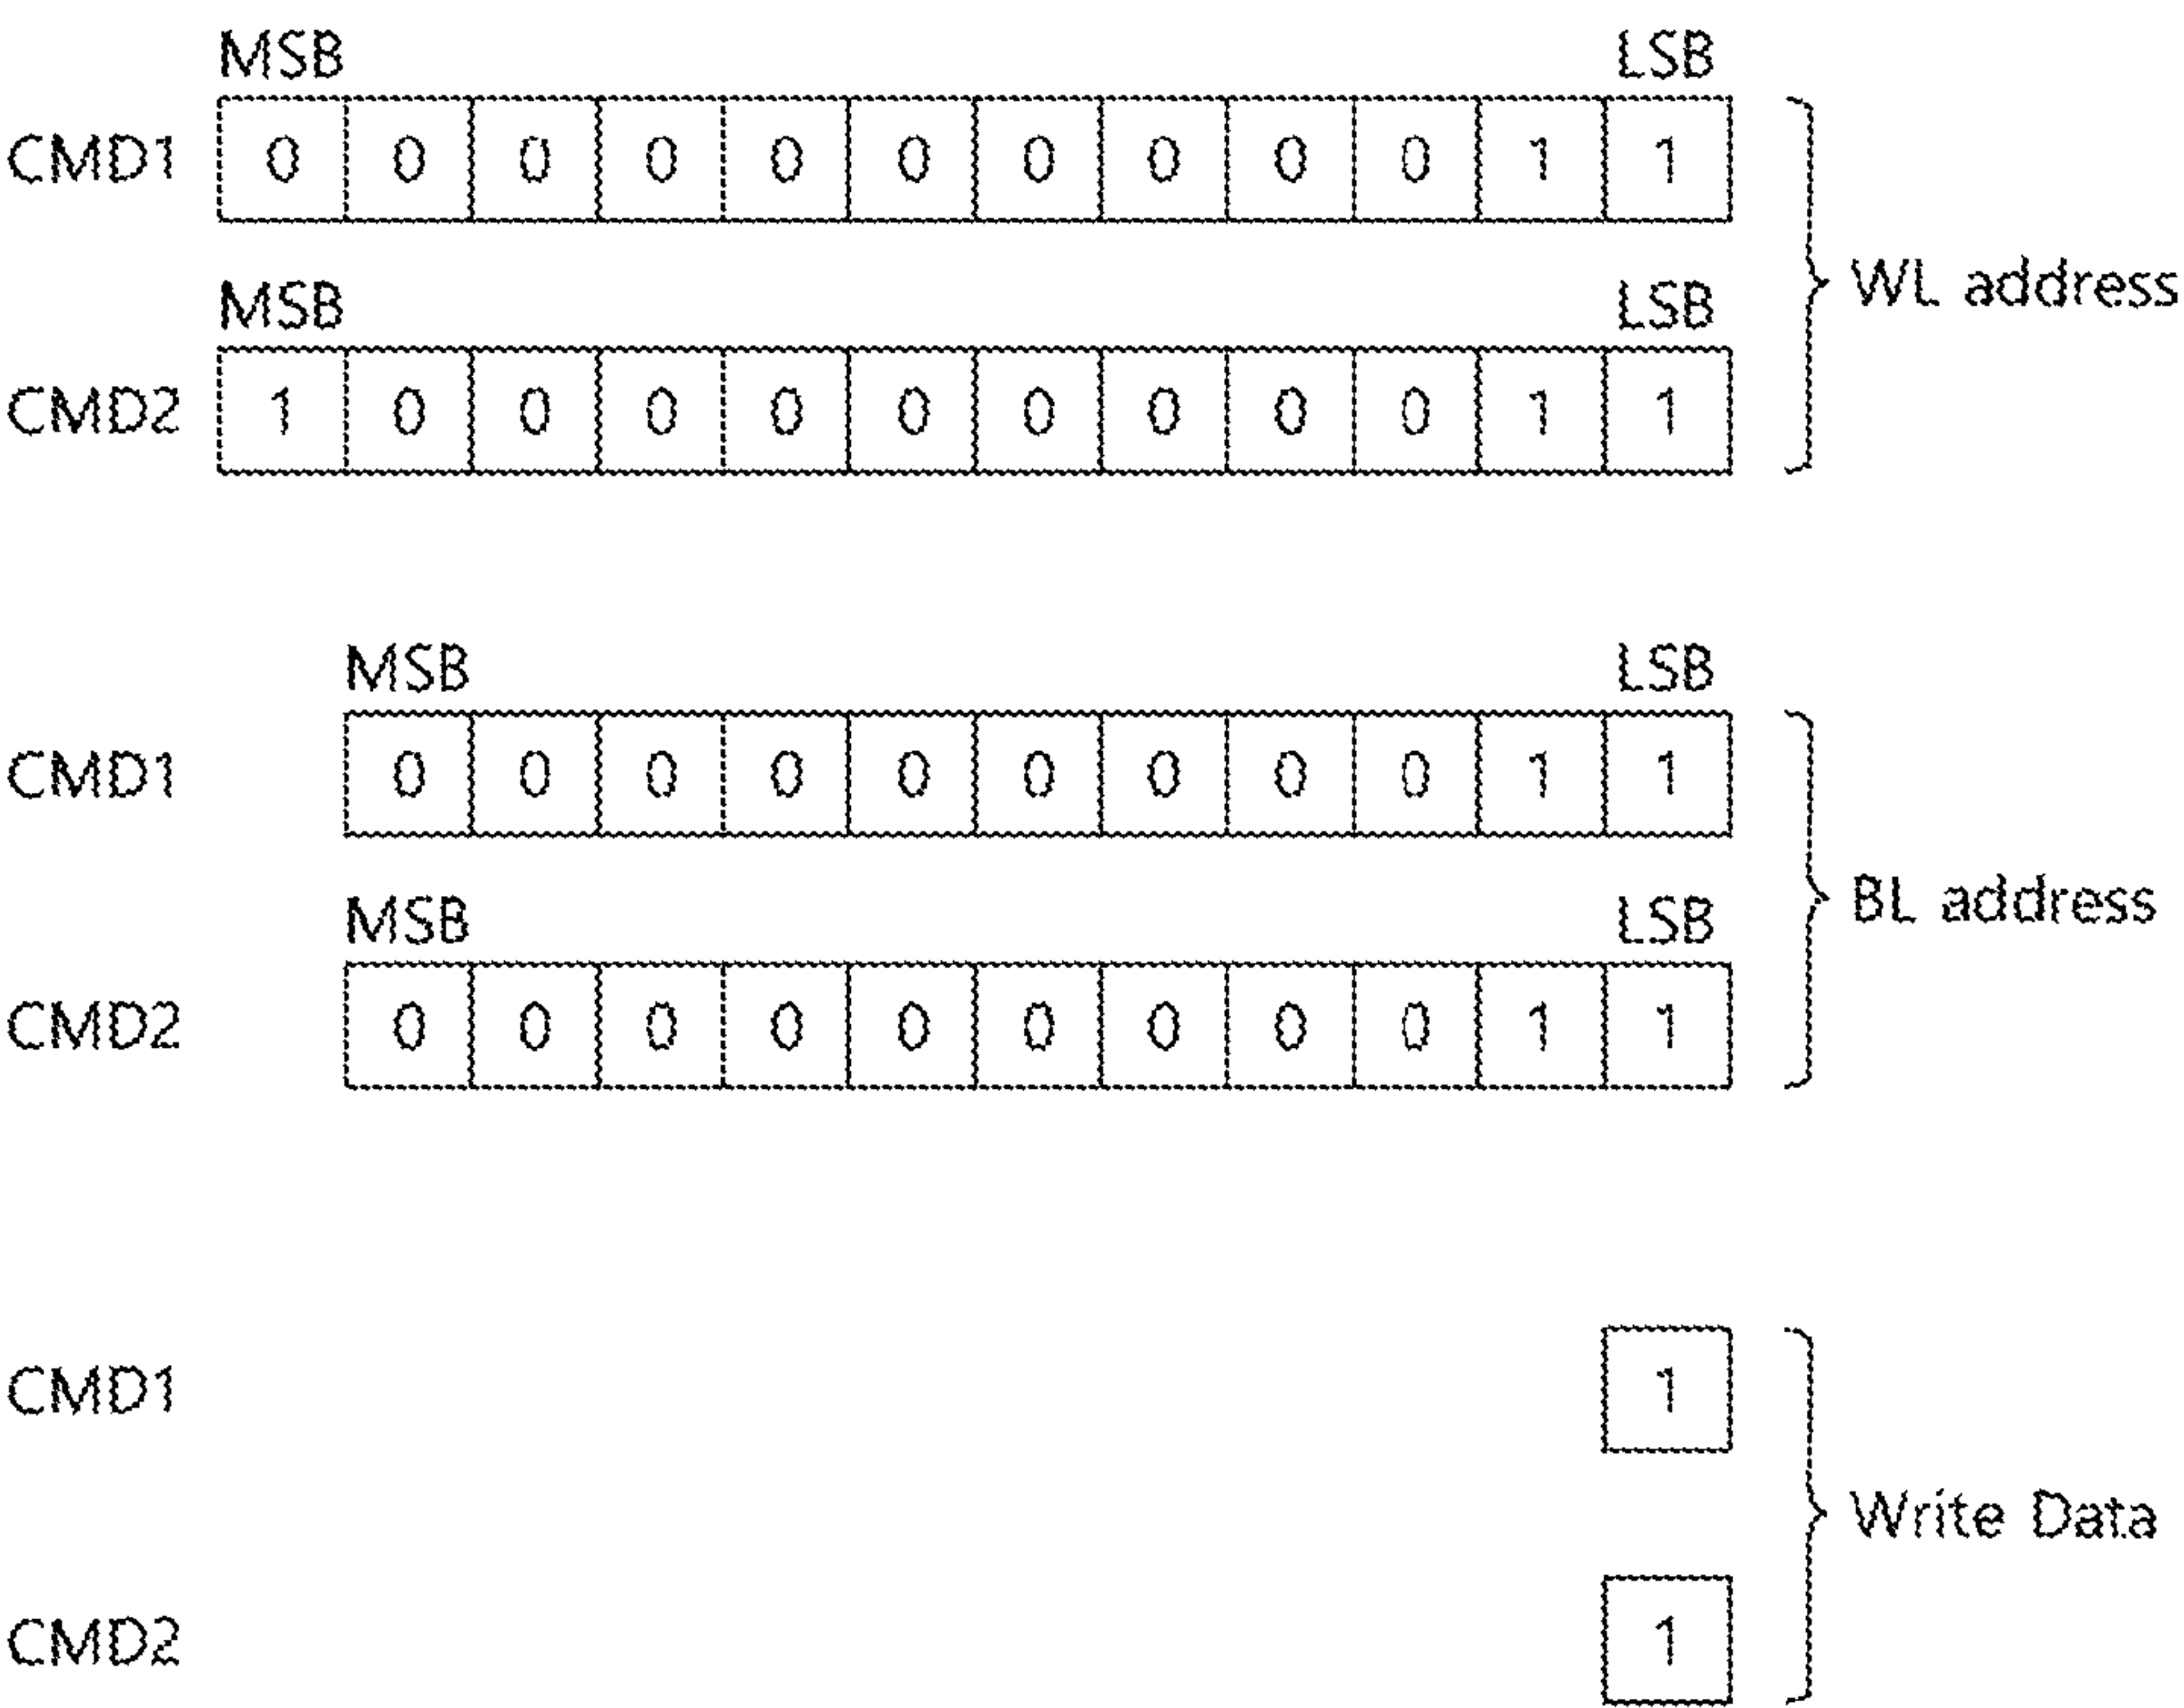 MSB LSB
CMD1 0 0 0 0 0 0 0 0 0 0 1 1
WL address
MSB LSB
CMD2 1 0 0 0 0 0 0 0 0 0 1 1
MSB LSB
CMD1 0 0 0 0 0 0 0 0 0 1 1
BL address
MSB LSB
CMD2 0 0 0 0 0 0 0 0 0 1 1
CMD1 1
Write Data
CMD2 1